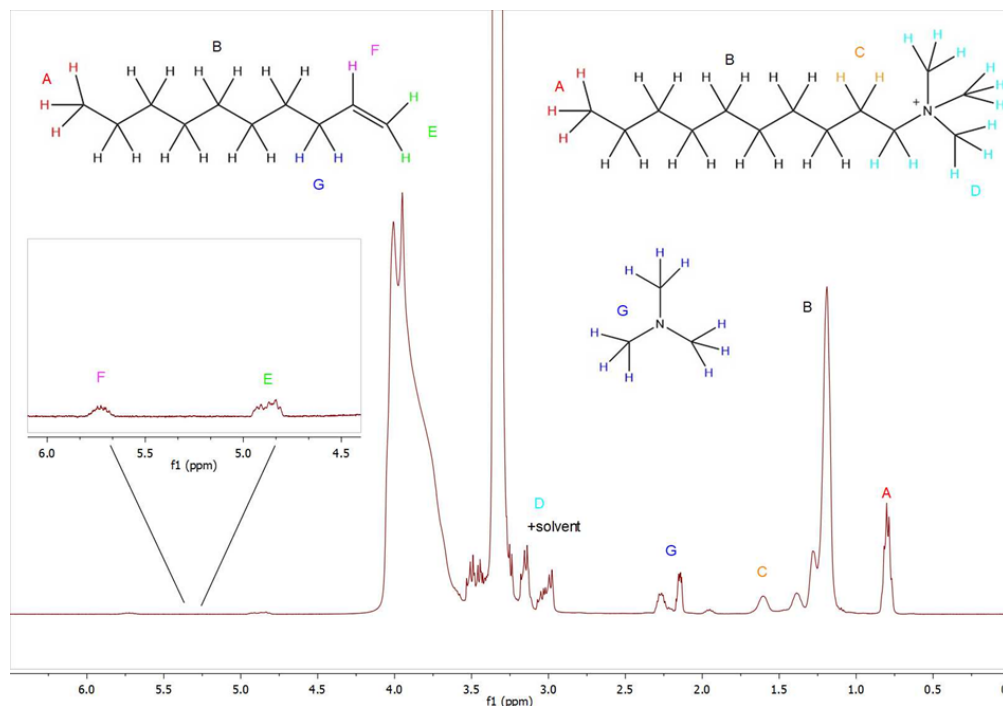 B
F
A
H H H H H H H
H
H
H
H
E
H H H H H H H H
H
G
C
H H
B
H
A
H
H
H H H H H H H H H
H
+
N
H
H
H
H H H H H H H H H H
H
D
H
H H
G
H N H
H
H
H H
B
F
E
6.0 5.5 5.0 4.5
f1 (ppm)
D
+solvent
G
C
A
6.0 5.5 5.0 4.5 4.0 3.5 3.0 2.5 2.0 1.5 1.0 0.5
f1 (ppm)